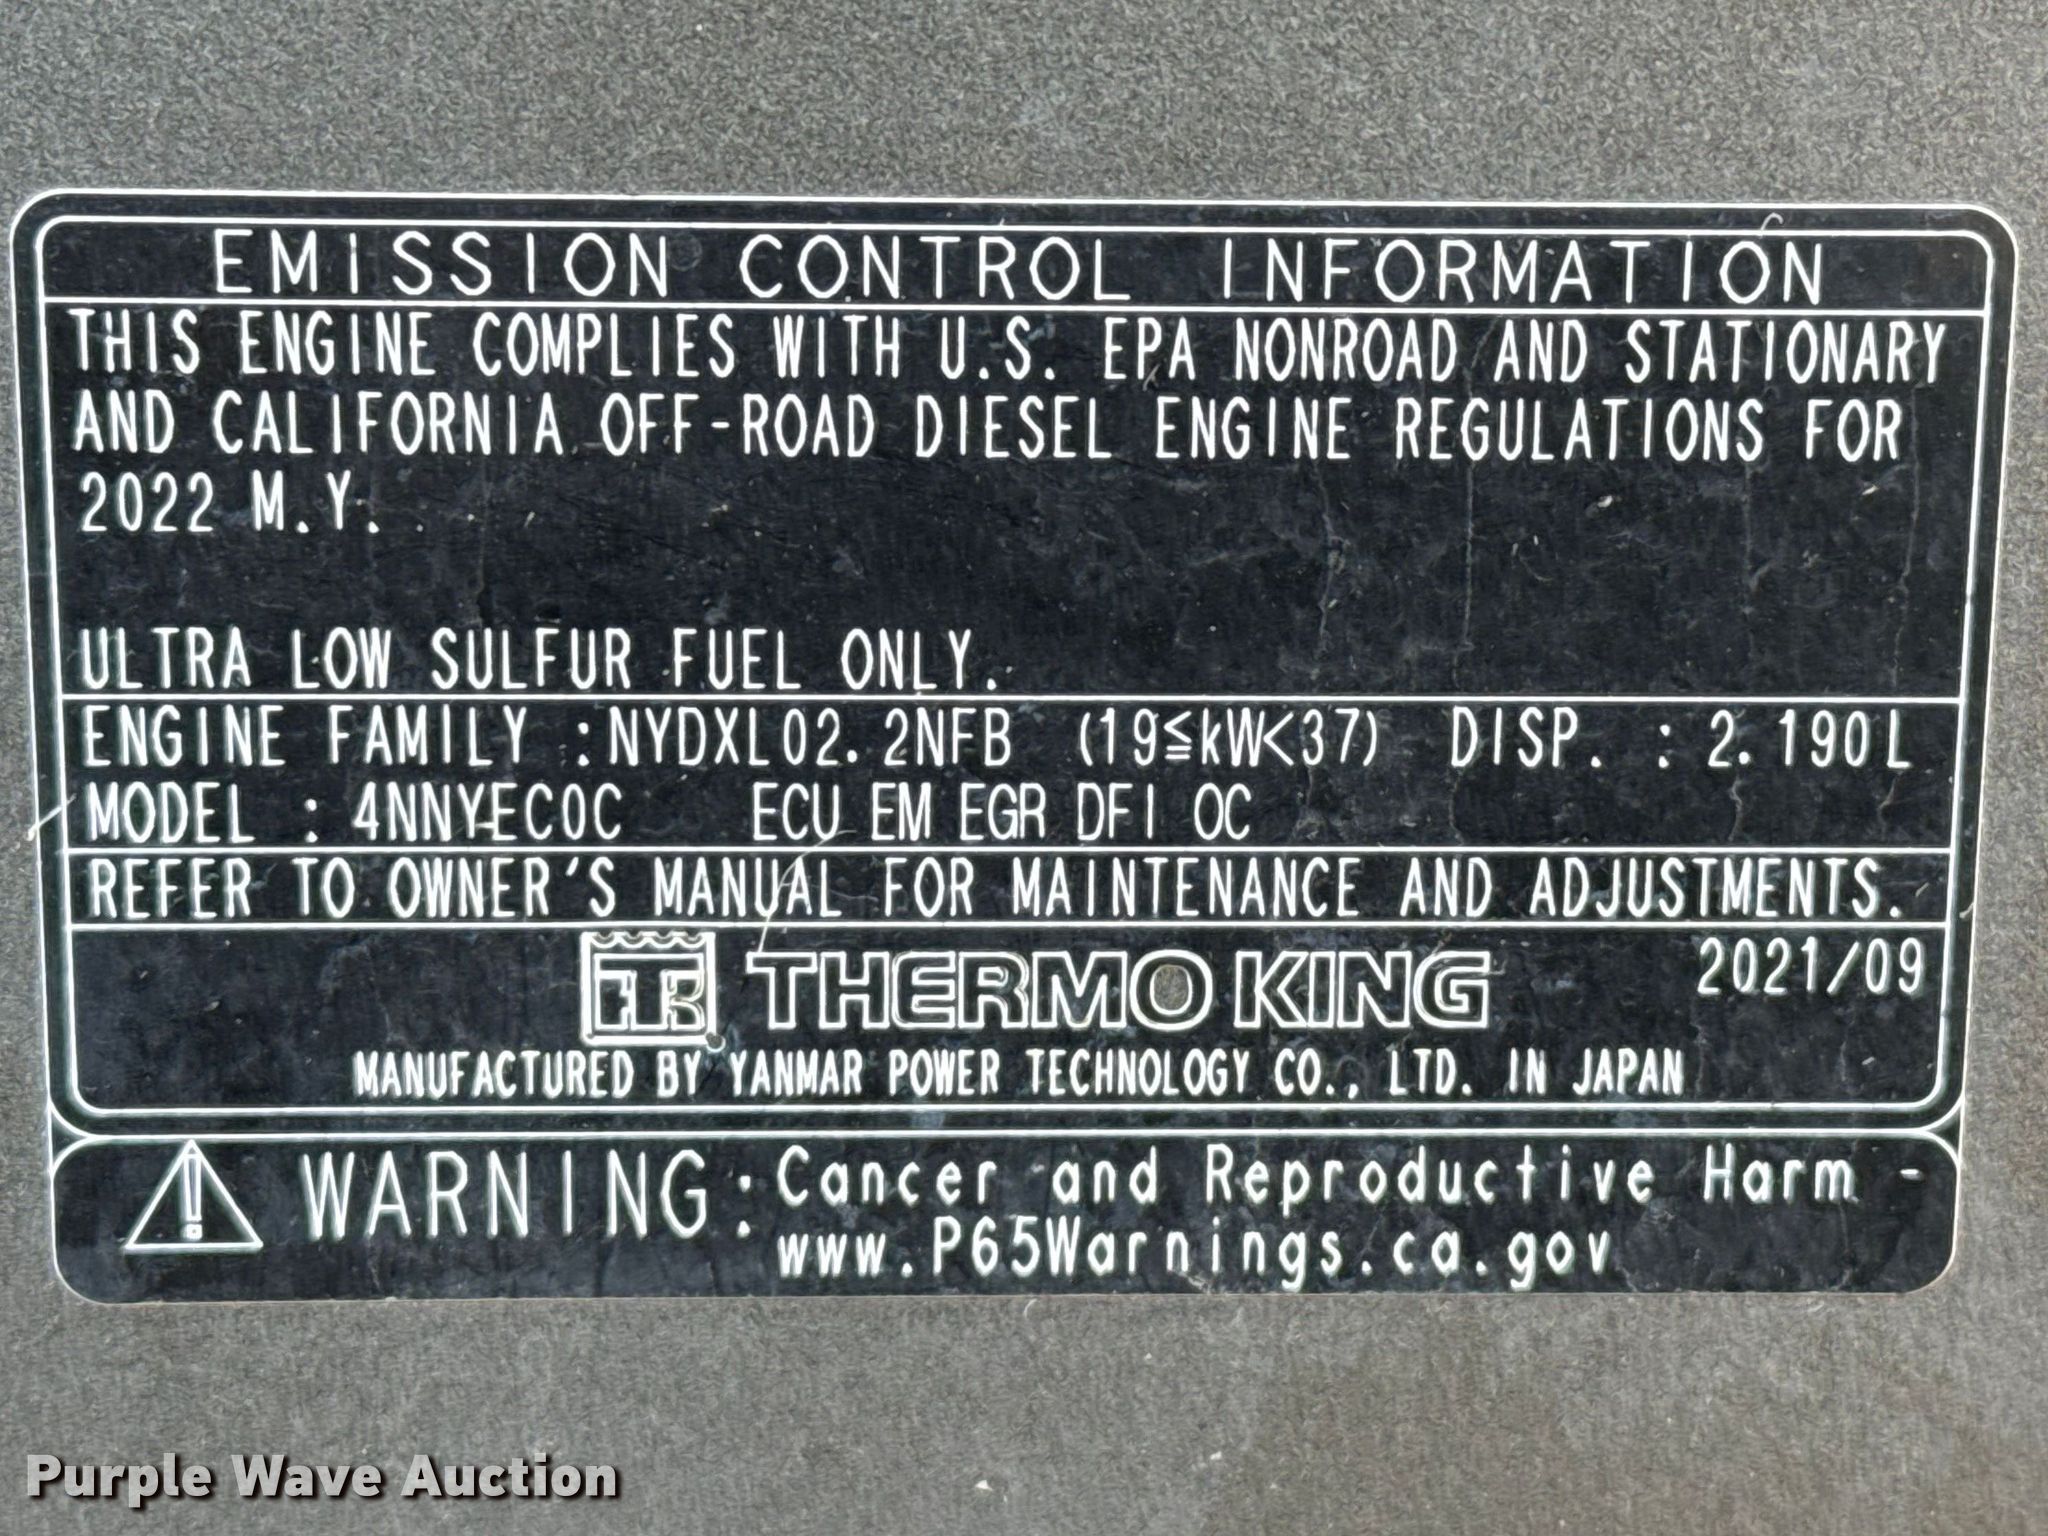 EMISSION CONTROL INFORMATION
THIS ENGINE COMPLIES WITH U.S. EPA NONROAD AND STATIONARY
AND CALIFORNIA OFF-ROAD DIESEL ENGINE REGULATIONS FOR
2022 M.Y.
ULTRA LOW SULFUR FUEL ONLY.
ENGINE FAMILY :NYDXL02.2NFB (19≦kW<37) DISP. : 2.190L
MODEL : 4NNYEC0C ECU EM EGR DFI OC
REFER TO OWNER'S MANUAL FOR MAINTENANCE AND ADJUSTMENTS.
TK THERMO KING 2021/09
MANUFACTURED BY YANMAR POWER TECHNOLOGY CO., LTD. IN JAPAN
WARNING: Cancer and Reproductive Harm -
www.P65Warnings.ca.gov
Purple Wave Auction